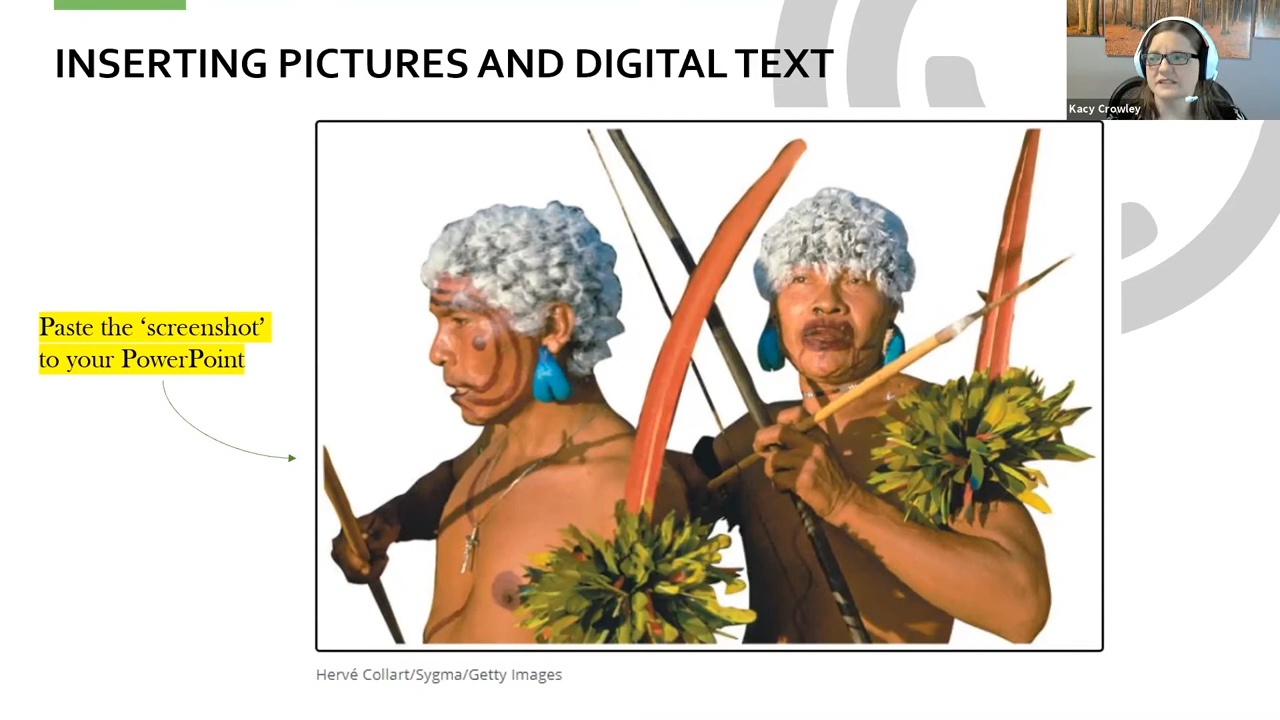 INSERTING PICTURES AND DIGITAL TEXT
Kacy Crowley
Paste the ‘screenshot’
to your PowerPoint
Hervé Collart/Sygma/Getty Images